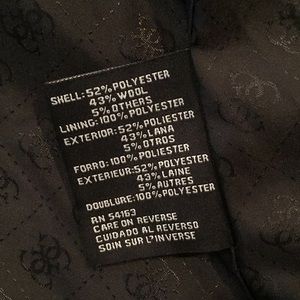 SHELL:52%POLYESTER
43%WOOL
5%OTHERS
LINING:100%POLYESTER
EXTERIOR:52%POLIESTER
43%LANA
5%OTROS
FORRO:100%POLIESTER
EXTERIEUR:52%POLYESTER
43%LAINE
5%AUTRES
DOUBLURE:100%POLYESTER
RN 54163
CARE ON REVERSE
CUIDADO AL REVERSO
SOIN SUR L'INVERSE